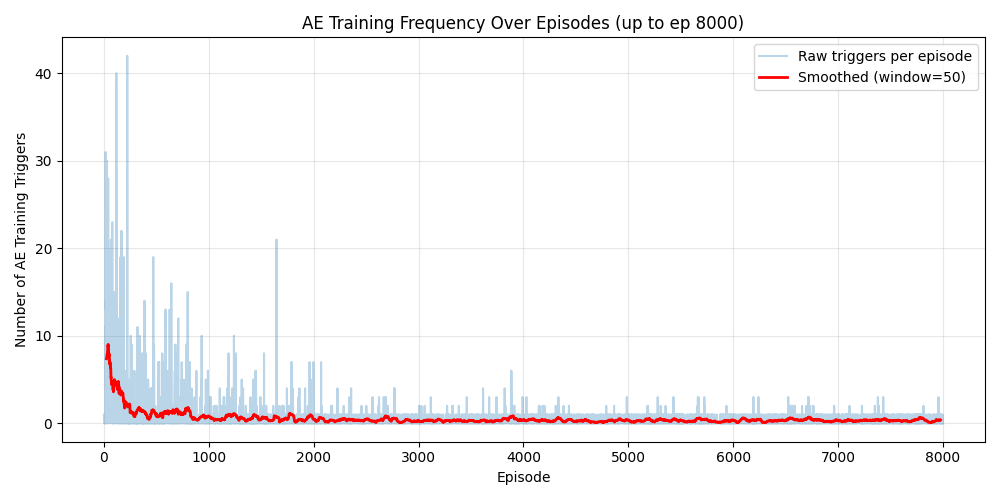 AE Training Frequency Over Episodes (up to ep 8000)
Raw triggers per episode
Smoothed (window=50)
Number of AE Training Triggers
40
30
20
10
0
0 1000 2000 3000 4000 5000 6000 7000 8000
Episode